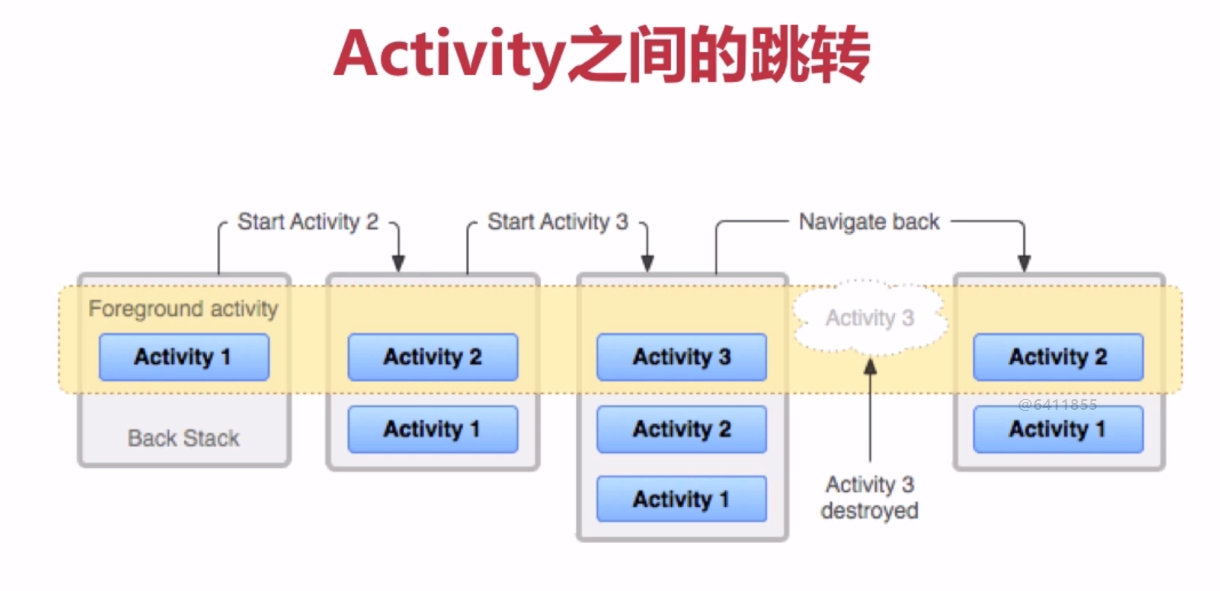 Activity之间的跳转
Start Activity 2
Start Activity 3
Navigate back
Foreground activity
Activity 1
Back Stack
Activity 2
Activity 1
Activity 3
Activity 2
Activity 1
Activity 3
Activity 3
destroyed
Activity 2
@6411855
Activity 1